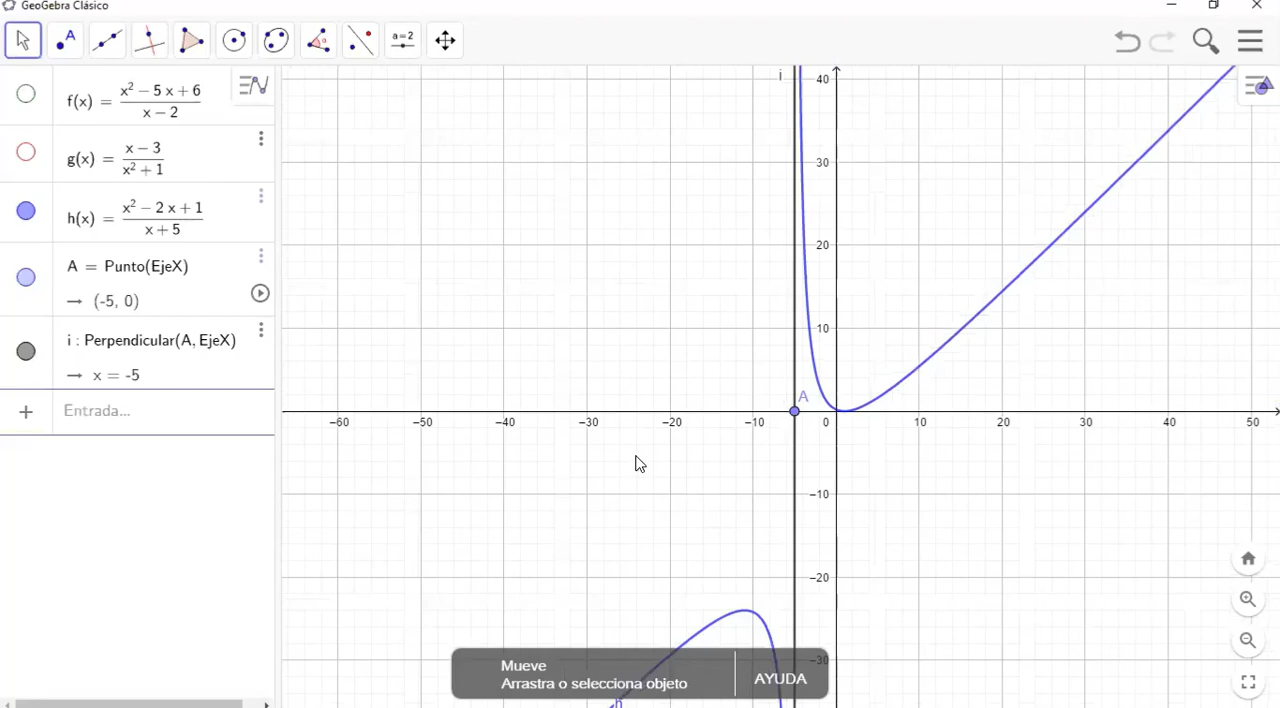 GeoGebra Clásico
a=2
f(x) = (x² − 5 x + 6) / (x − 2)
g(x) = (x − 3) / (x² + 1)
h(x) = (x² − 2 x + 1) / (x + 5)
A = Punto(EjeX)
→ (-5, 0)
i : Perpendicular(A, EjeX)
→ x = -5
+ Entrada...
i
40
30
20
10
A
−60 −50 −40 −30 −20 −10 0 10 20 30 40 50
−10
−20
−30
h
Mueve
Arrastra o selecciona objeto
AYUDA